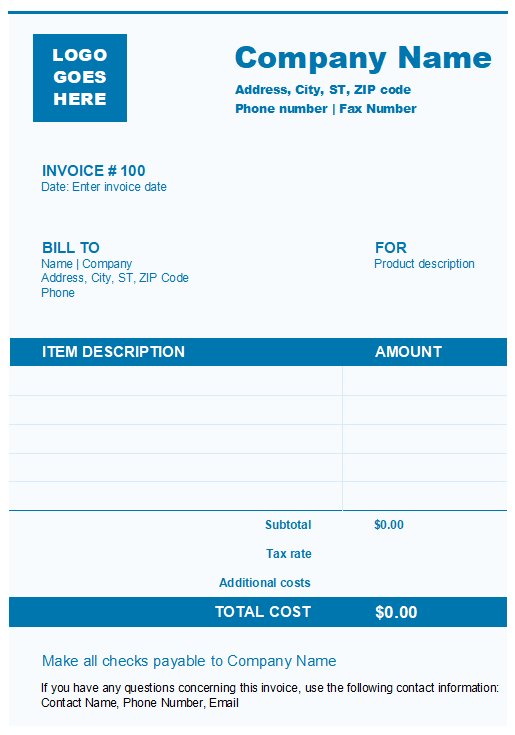 LOGO
GOES
HERE
Company Name
Address, City, ST, ZIP code
Phone number | Fax Number
INVOICE # 100
Date: Enter invoice date
BILL TO
FOR
Name | Company
Product description
Address, City, ST, ZIP Code
Phone
ITEM DESCRIPTION AMOUNT
Subtotal $0.00
Tax rate
Additional costs
TOTAL COST $0.00
Make all checks payable to Company Name
If you have any questions concerning this invoice, use the following contact information:
Contact Name, Phone Number, Email